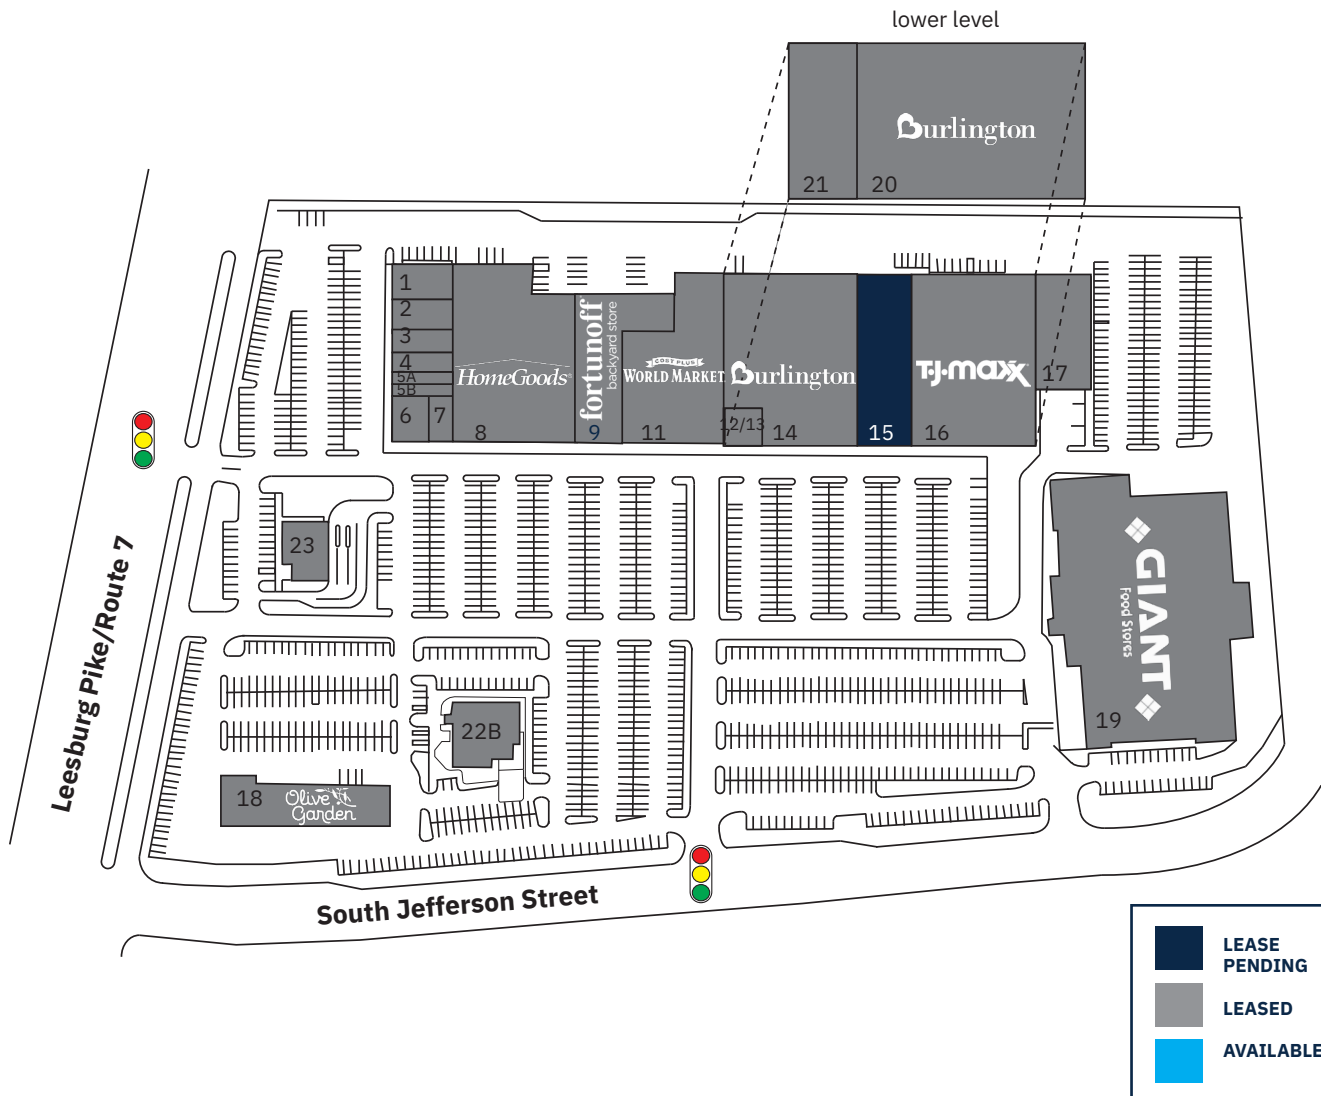 lower level
Burlington
21
20
1
2
3
4
5A
5B
6
7
8
HomeGoods
fortunoff
backyard store
9
COST PLUS
WORLD MARKET
11
12/13
Burlington
14
15
T·J·maxx
16
17
23
Leesburg Pike/Route 7
GIANT
Food Stores
19
22B
18
Olive
Garden
South Jefferson Street
LEASE
PENDING
LEASED
AVAILABLE